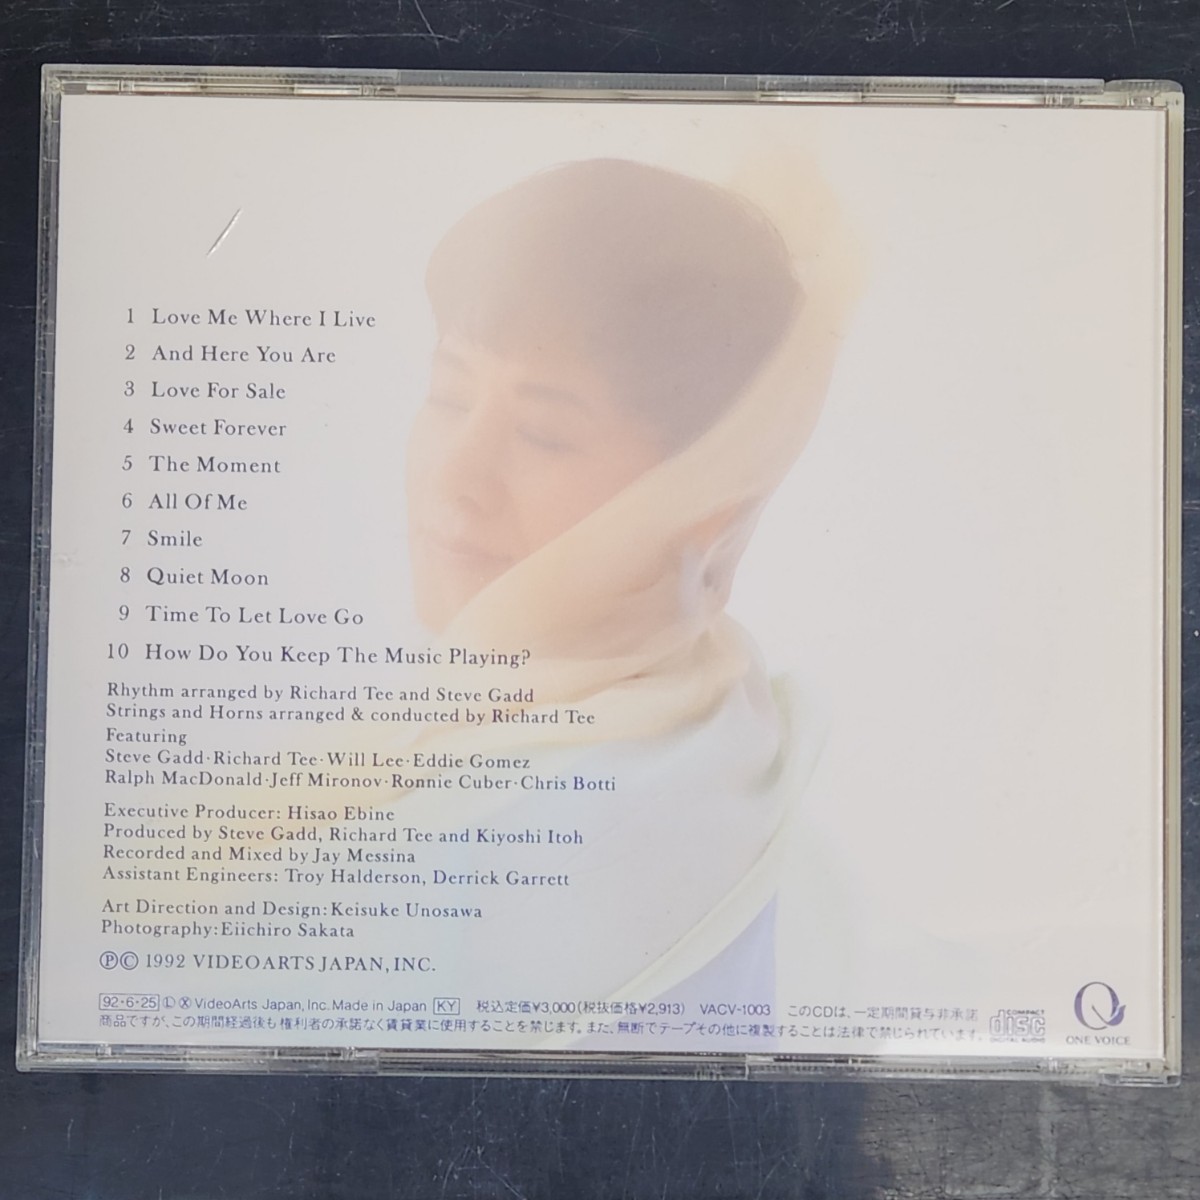 1 Love Me Where I Live
2 And Here You Are
3 Love For Sale
4 Sweet Forever
5 The Moment
6 All Of Me
7 Smile
8 Quiet Moon
9 Time To Let Love Go
10 How Do You Keep The Music Playing?
Rhythm arranged by Richard Tee and Steve Gadd
Strings and Horns arranged & conducted by Richard Tee
Featuring
Steve Gadd·Richard Tee·Will Lee·Eddie Gomez
Ralph MacDonald·Jeff Mironov·Ronnie Cuber·Chris Botti
Executive Producer: Hisao Ebine
Produced by Steve Gadd, Richard Tee and Kiyoshi Itoh
Recorded and Mixed by Jay Messina
Assistant Engineers: Troy Halderson, Derrick Garrett
Art Direction and Design:Keisuke Unosawa
Photography:Eiichiro Sakata
℗© 1992 VIDEOARTS JAPAN, INC.
92·6·25 Ⓛ Ⓧ VideoArts Japan, Inc. Made in Japan KY 税込定価¥3,000(税抜価格¥2,913) VACV-1003 このCDは、一定期間貸与非承諾
商品ですが、この期間経過後も権利者の承諾なく賃貸業に使用することを禁じます。また、無断でテープその他に複製することは法律で禁じられています。
COMPACT
disc
DIGITAL AUDIO
ONE VOICE